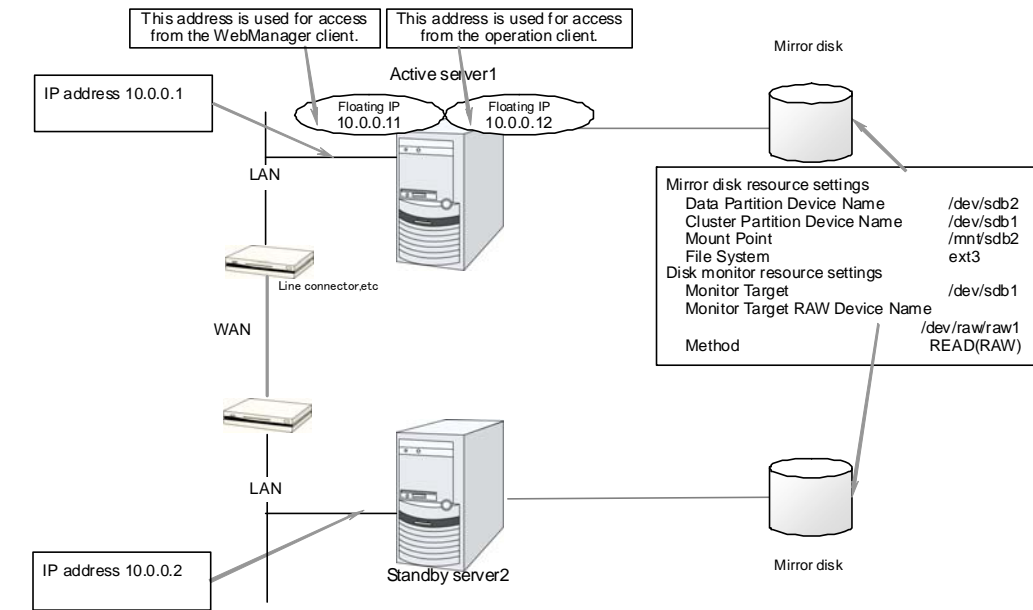 This address is used for access
from the WebManager client.
This address is used for access
from the operation client.
Mirror disk
Active server1
IP address 10.0.0.1
Floating IP
10.0.0.11
Floating IP
10.0.0.12
LAN
Mirror disk resource settings
Data Partition Device Name /dev/sdb2
Cluster Partition Device Name /dev/sdb1
Mount Point /mnt/sdb2
File System ext3
Disk monitor resource settings
Monitor Target /dev/sdb1
Monitor Target RAW Device Name
/dev/raw/raw1
Method READ(RAW)
Line connector,etc
WAN
LAN
IP address 10.0.0.2
Standby server2
Mirror disk